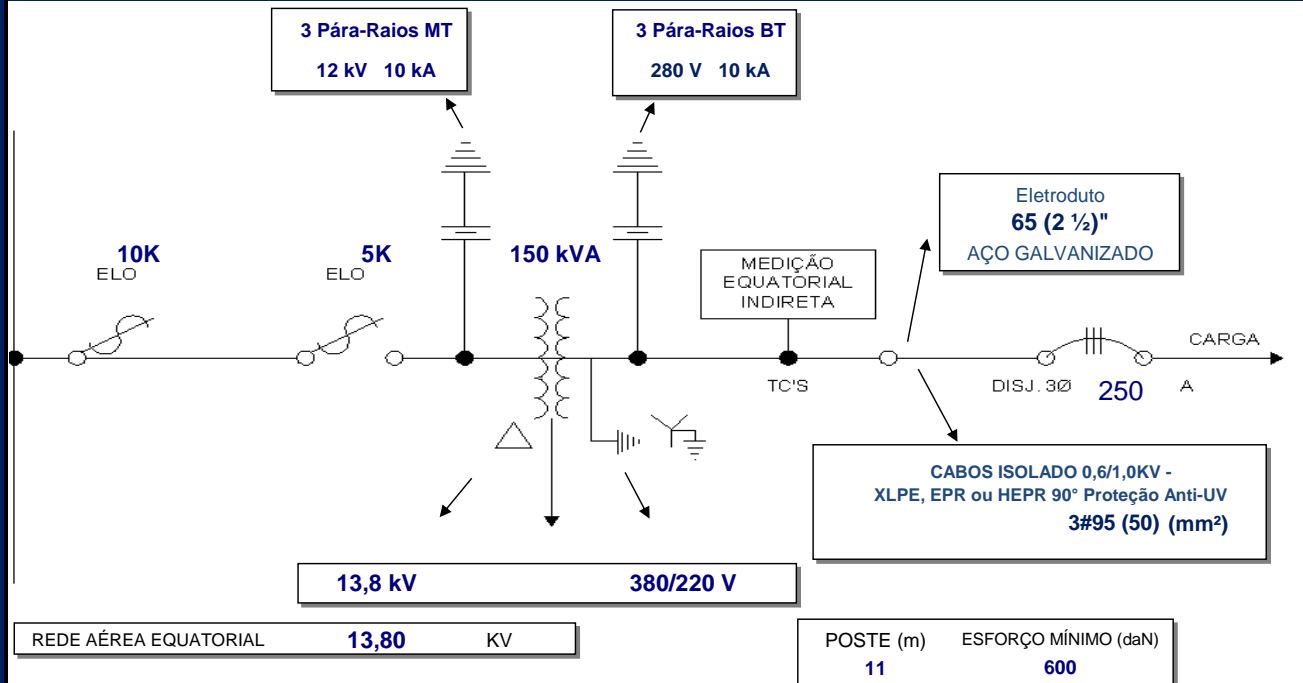 3 Pára-Raios MT
12 kV 10 kA
3 Pára-Raios BT
280 V 10 kA
Eletroduto
65 (2 ½)"
AÇO GALVANIZADO
10K
ELO
5K
ELO
150 kVA
MEDIÇÃO
EQUATORIAL
INDIRETA
TC'S
DISJ. 3Ø 250 A
CARGA
CABOS ISOLADO 0,6/1,0KV -
XLPE, EPR ou HEPR 90° Proteção Anti-UV
3#95 (50) (mm²)
13,8 kV 380/220 V
REDE AÉREA EQUATORIAL 13,80 KV
POSTE (m) ESFORÇO MÍNIMO (daN)
11 600